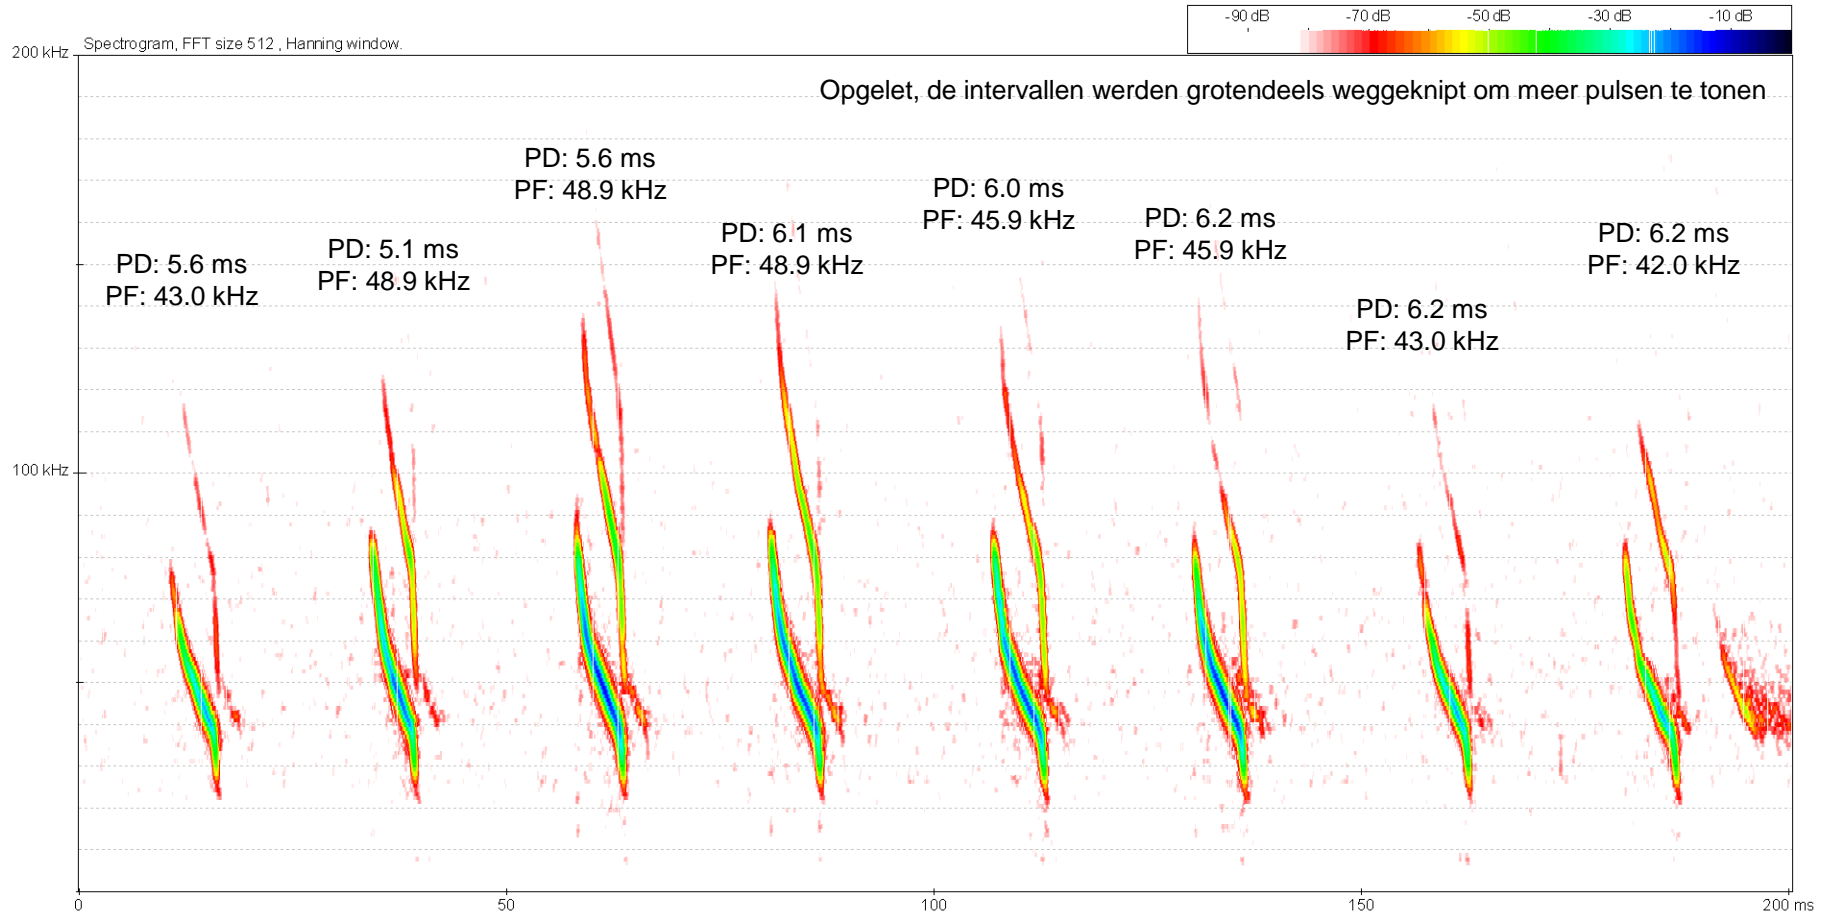 -90 dB -70 dB -50 dB -30 dB -10 dB
Spectrogram, FFT size 512 , Hanning window.
200 kHz
Opgelet, de intervallen werden grotendeels weggeknipt om meer pulsen te tonen
PD: 5.6 ms
PF: 43.0 kHz
PD: 5.1 ms
PF: 48.9 kHz
PD: 5.6 ms
PF: 48.9 kHz
PD: 6.1 ms
PF: 48.9 kHz
PD: 6.0 ms
PF: 45.9 kHz
PD: 6.2 ms
PF: 45.9 kHz
PD: 6.2 ms
PF: 43.0 kHz
PD: 6.2 ms
PF: 42.0 kHz
100 kHz
0 50 100 150 200 ms